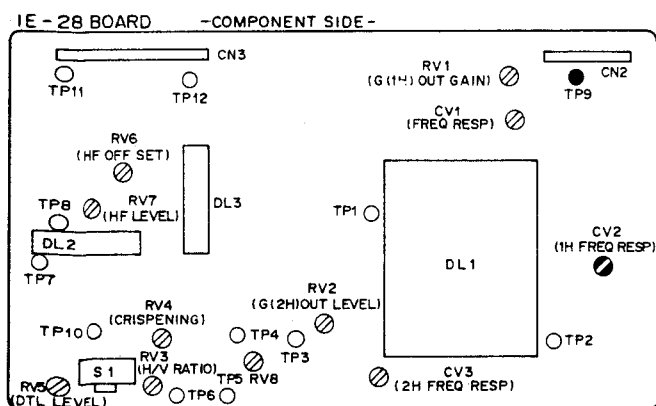 IE-28 BOARD -COMPONENT SIDE-
CN3
TP11
TP12
RV1
(G(1H) OUT GAIN)
CN2
TP9
CV1
(FREQ RESP)
RV6
(HF OFF SET)
RV7
(HF LEVEL)
DL3
TP8
DL2
TP7
TP1
DL1
CV2
(1H FREQ RESP)
RV2
(G(2H)OUT LEVEL)
RV4
(CRISPENING)
TP10
TP4
TP3
TP2
S1
RV3
(H/V RATIO)
RV5
(DTL LEVEL)
TP6
TP5
RV8
CV3
(2H FREQ RESP)